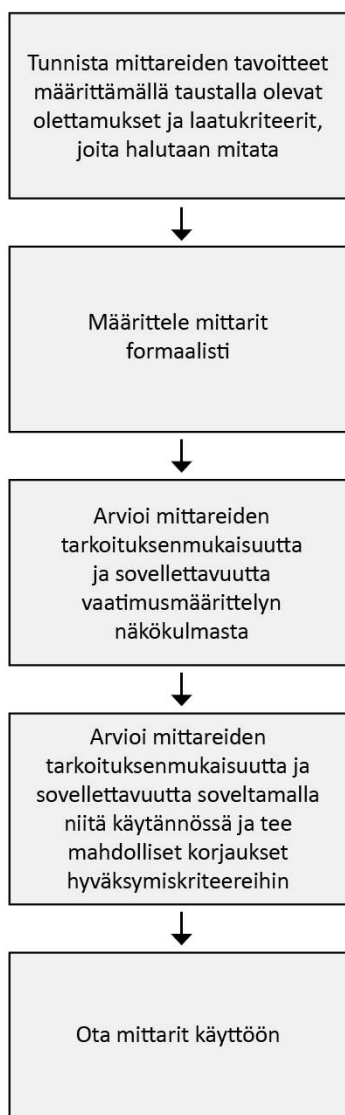 Tunnista mittareiden tavoitteet
määrittämällä taustalla olevat
olettamukset ja laatukriteerit,
joita halutaan mitata
Määrittele mittarit
formaalisti
Arvioi mittareiden
tarkoituksenmukaisuutta
ja sovellettavuutta
vaatimusmäärittelyn
näkökulmasta
Arvioi mittareiden
tarkoituksenmukaisuutta ja
sovellettavuutta soveltamalla
niitä käytännössä ja tee
mahdolliset korjaukset
hyväksymiskriteereihin
Ota mittarit käyttöön